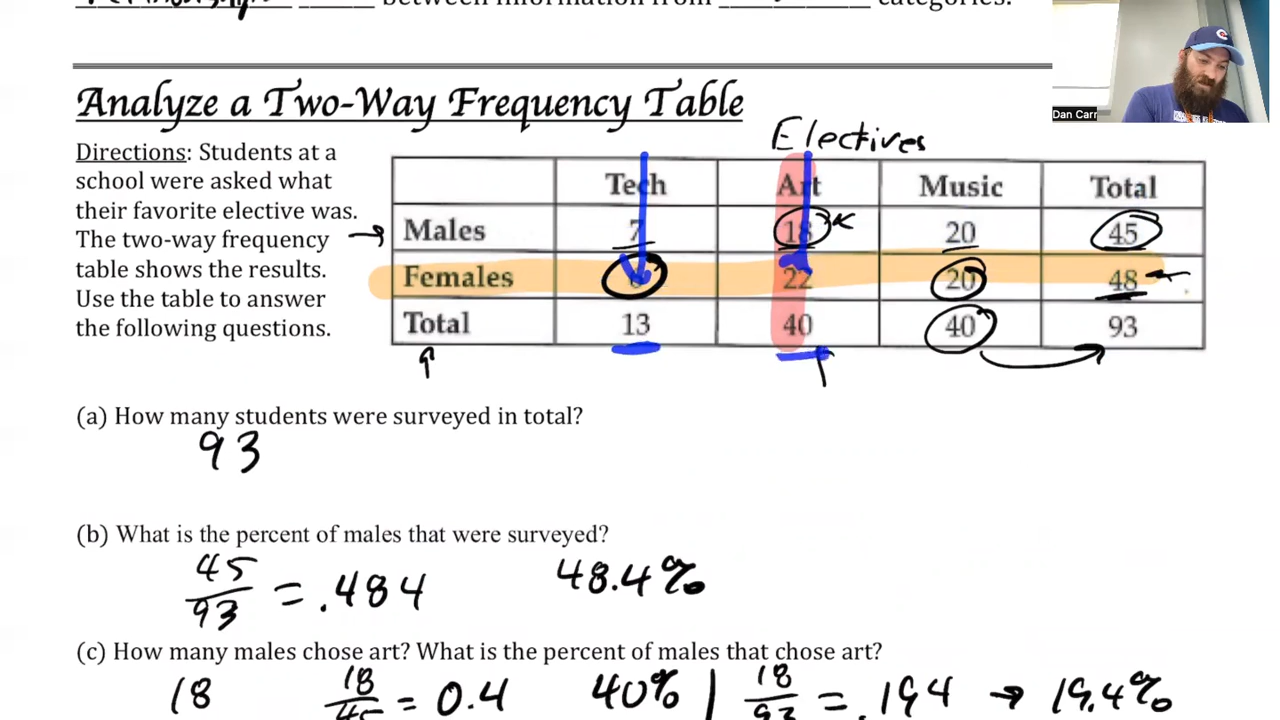 between information from ________ categories.
Dan Carr
Analyze a Two-Way Frequency Table
Electives
Directions: Students at a
school were asked what
their favorite elective was.
The two-way frequency
table shows the results.
Use the table to answer
the following questions.
Tech Art Music Total
Males 7 18 20 45
Females 22 20 48
Total 13 40 40 93
(a) How many students were surveyed in total?
93
(b) What is the percent of males that were surveyed?
45/93 = .484 48.4%
(c) How many males chose art? What is the percent of males that chose art?
18 18/45 = 0.4 40% | 18/93 = .194 → 19.4%